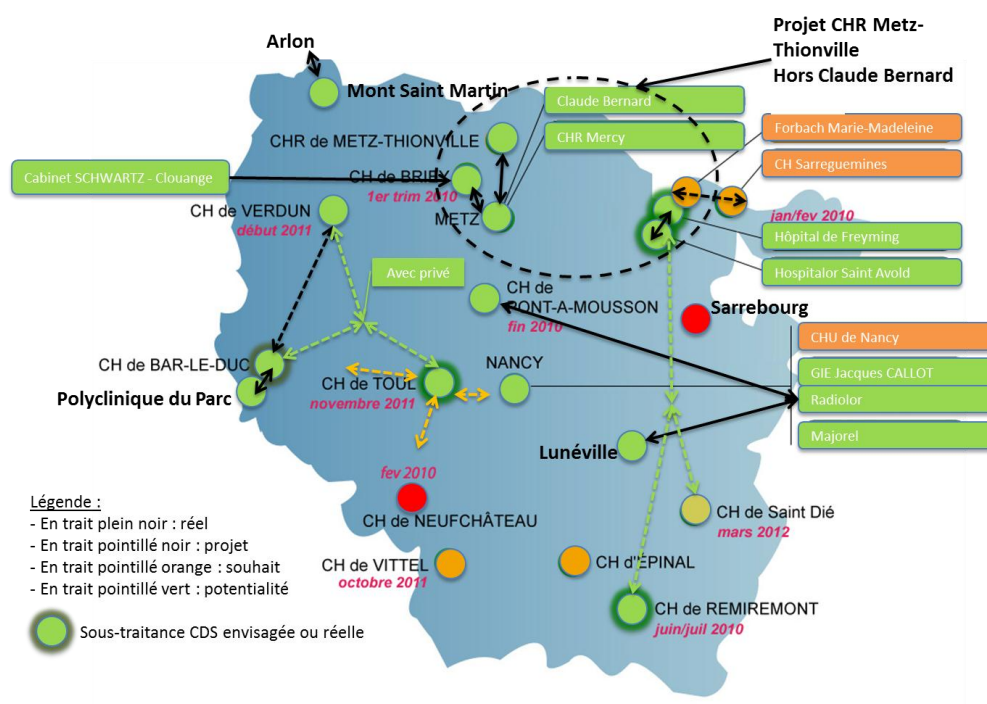 Projet CHR Metz-
Thionville
Hors Claude Bernard
Arlon
Mont Saint Martin
Claude Bernard
CHR Mercy
Forbach Marie-Madeleine
CH Sarreguemines
CHR de METZ-THIONVILLE
Cabinet SCHWARTZ - Clouange
CH de BRIEY
1er trim 2010
METZ
CH de VERDUN
début 2011
jan/fev 2010
Hôpital de Freyming
Hospitalor Saint Avold
Avec privé
CH de
PONT-A-MOUSSON
fin 2010
Sarrebourg
CHU de Nancy
GIE Jacques CALLOT
Radiolor
Majorel
CH de BAR-LE-DUC
Polyclinique du Parc
CH de TOUL
novembre 2011
NANCY
Lunéville
fev 2010
CH de NEUFCHÂTEAU
CH de Saint Dié
mars 2012
CH de VITTEL
octobre 2011
CH d'EPINAL
CH de REMIREMONT
juin/juil 2010
Légende :
- En trait plein noir : réel
- En trait pointillé noir : projet
- En trait pointillé orange : souhait
- En trait pointillé vert : potentialité
Sous-traitance CDS envisagée ou réelle